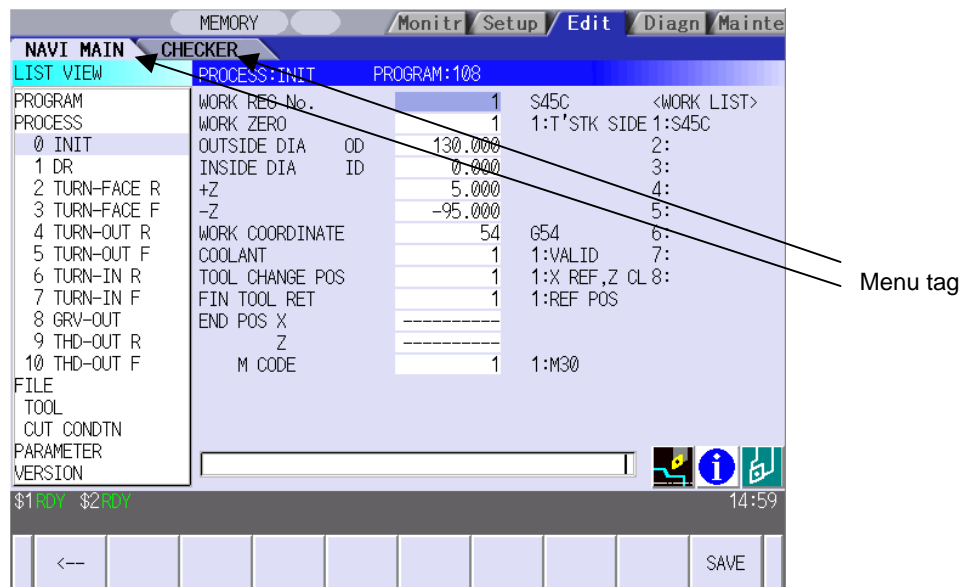 MEMORY Monitr Setup Edit Diagn Mainte
NAVI MAIN CHECKER
LIST VIEW PROCESS:INIT PROGRAM:108
PROGRAM WORK REG No. 1 S45C <WORK LIST>
PROCESS WORK ZERO 1 1:T'STK SIDE 1:S45C
0 INIT OUTSIDE DIA OD 130.000 2:
1 DR INSIDE DIA ID 0.000 3:
2 TURN-FACE R +Z 5.000 4:
3 TURN-FACE F -Z -95.000 5:
4 TURN-OUT R WORK COORDINATE 54 G54 6:
5 TURN-OUT F COOLANT 1 1:VALID 7:
6 TURN-IN R TOOL CHANGE POS 1 1:X REF,Z CL 8:
7 TURN-IN F FIN TOOL RET 1 1:REF POS
8 GRV-OUT END POS X ----------
9 THD-OUT R Z ----------
10 THD-OUT F M CODE 1 1:M30
FILE
TOOL
CUT CONDTN
PARAMETER
VERSION
$1 RDY $2 RDY 14:59
<-- SAVE
Menu tag